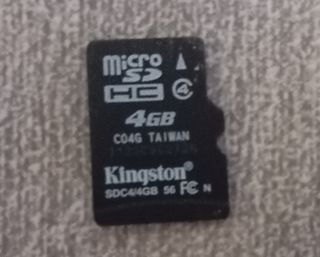 micro
SD
HC 4
4GB
C04G TAIWAN
Kingston
SDC4/4GB 56 FC N